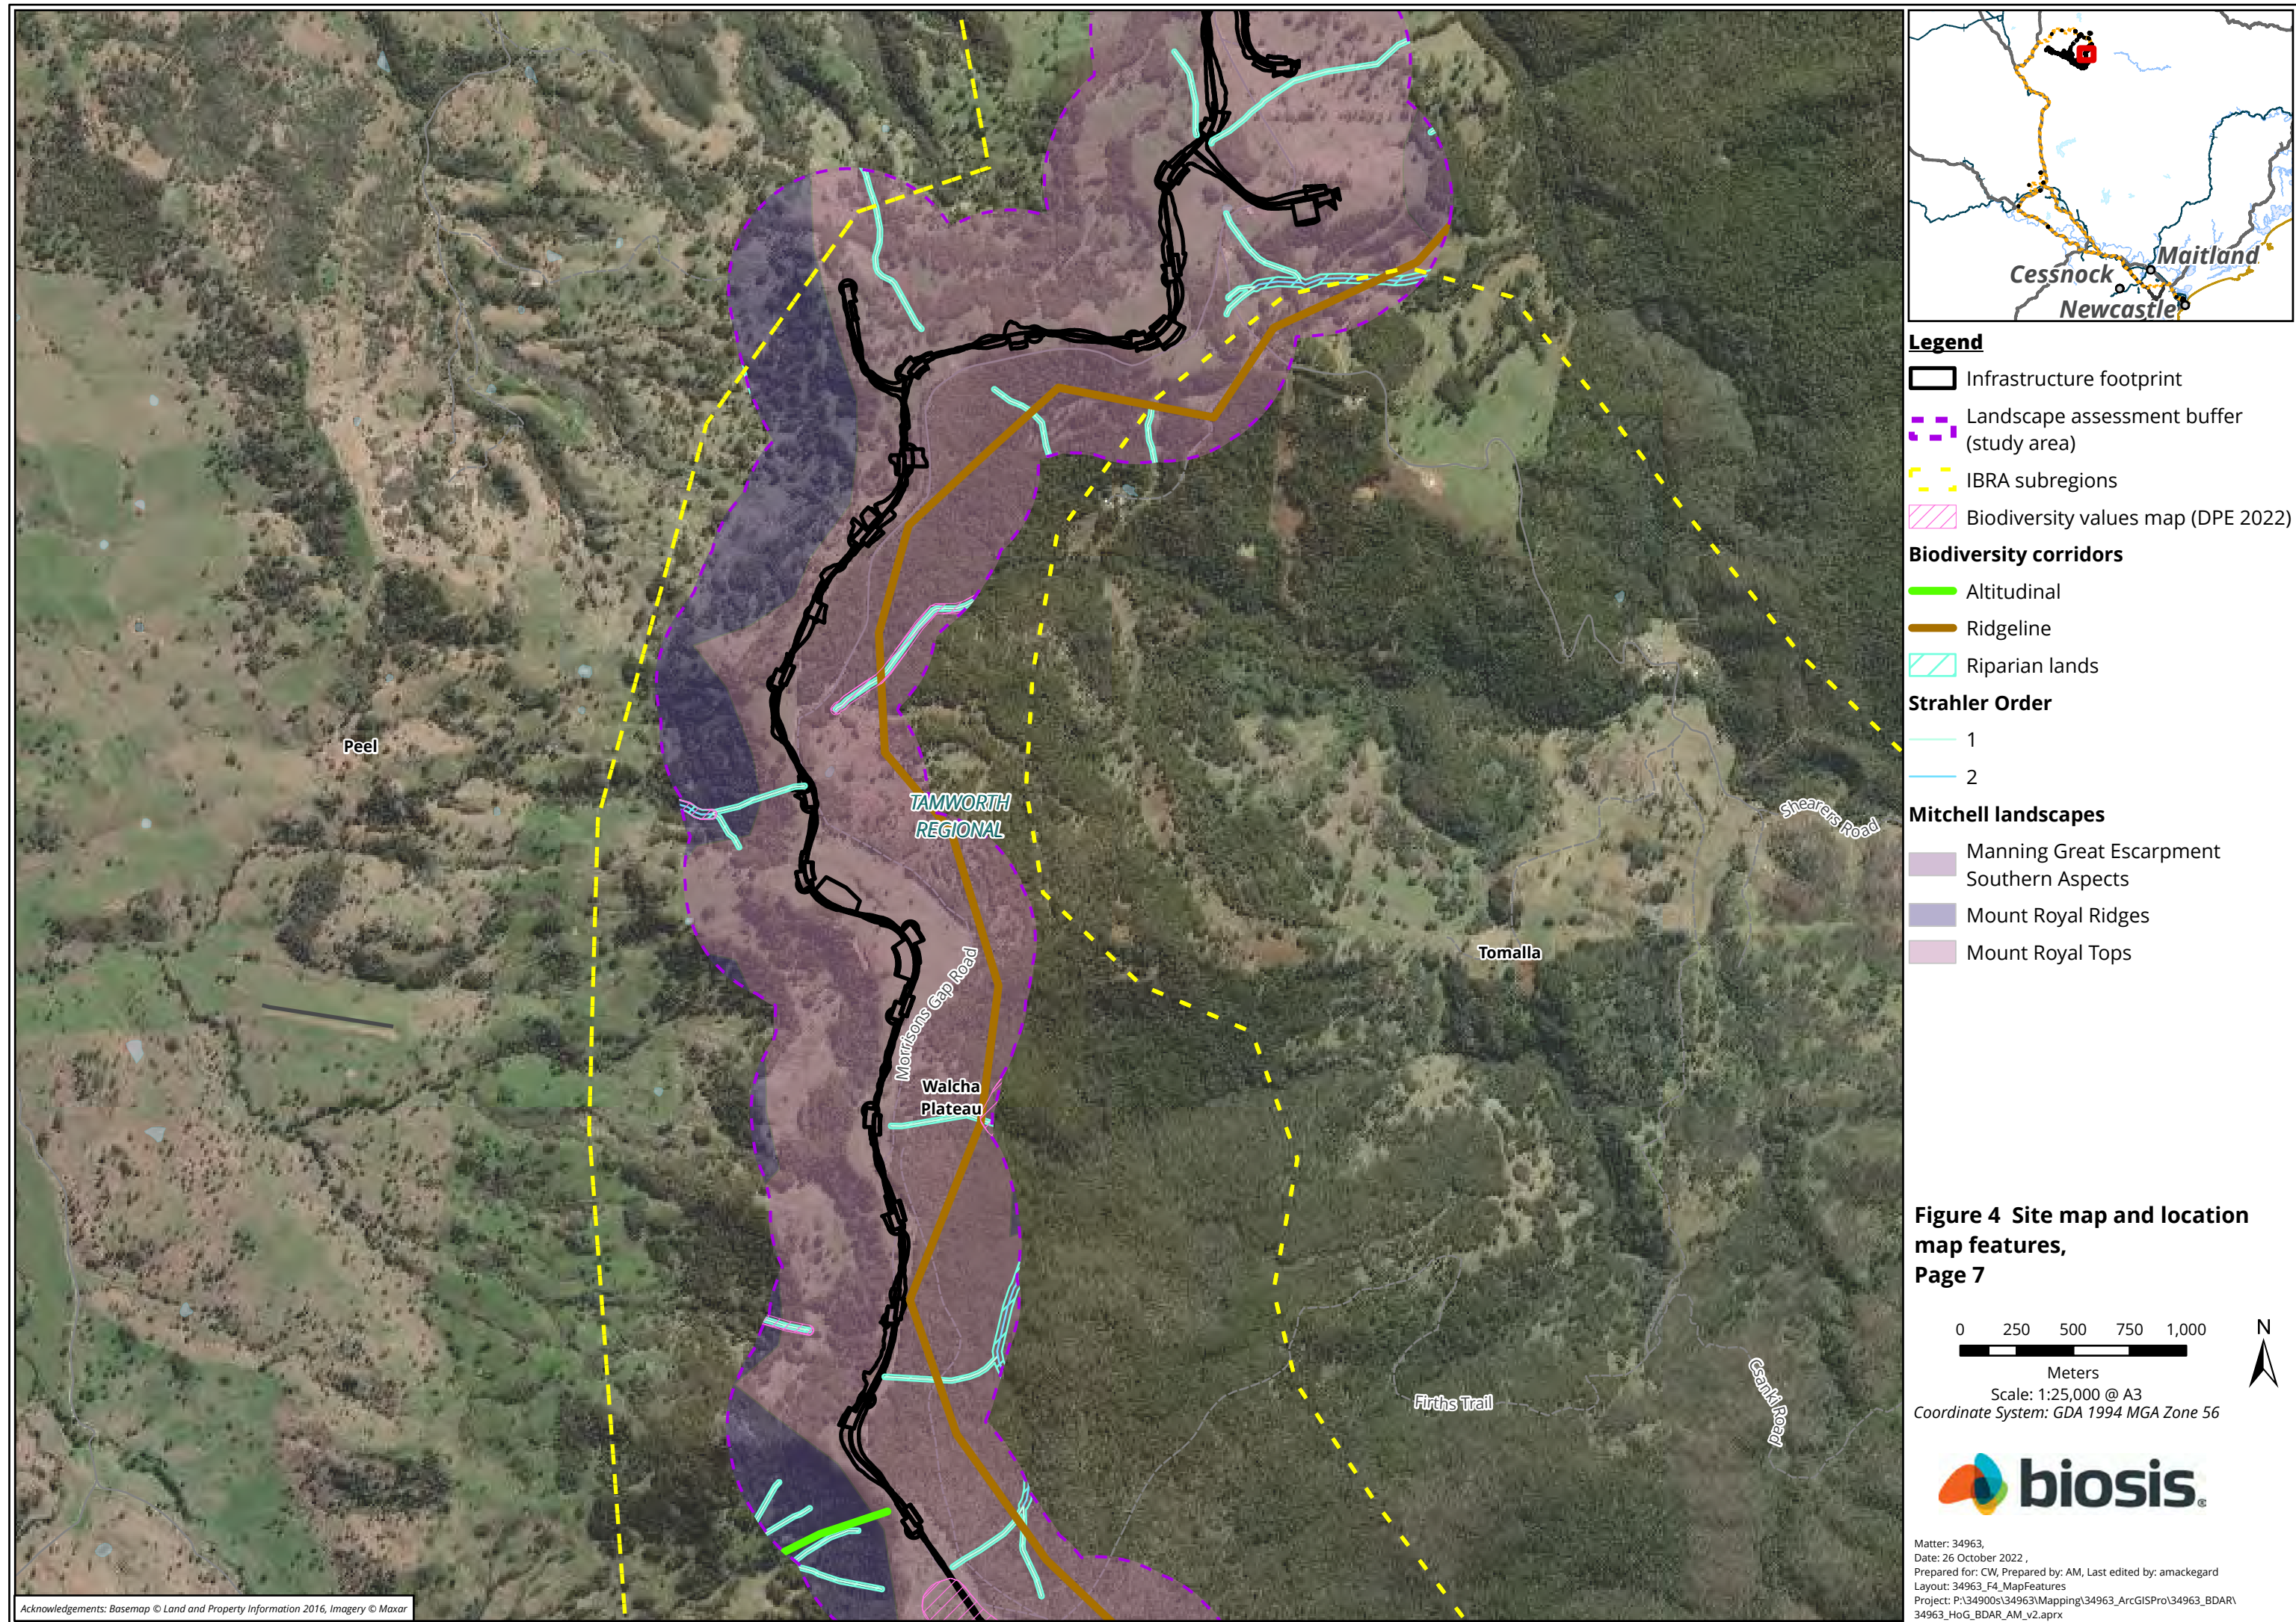 Peel
TAMWORTH
REGIONAL
Morrisons Gap Road
Walcha
Plateau
Tomalla
Shearers Road
Firths Trail
Csanki Road
Acknowledgements: Basemap © Land and Property Information 2016, Imagery © Maxar
Maitland
Cessnock
Newcastle
Legend
Infrastructure footprint
Landscape assessment buffer
(study area)
IBRA subregions
Biodiversity values map (DPE 2022)
Biodiversity corridors
Altitudinal
Ridgeline
Riparian lands
Strahler Order
1
2
Mitchell landscapes
Manning Great Escarpment
Southern Aspects
Mount Royal Ridges
Mount Royal Tops
Figure 4 Site map and location
map features,
Page 7
0 250 500 750 1,000
N
Meters
Scale: 1:25,000 @ A3
Coordinate System: GDA 1994 MGA Zone 56
biosis®
Matter: 34963,
Date: 26 October 2022 ,
Prepared for: CW, Prepared by: AM, Last edited by: amackegard
Layout: 34963_F4_MapFeatures
Project: P:\34900s\34963\Mapping\34963_ArcGISPro\34963_BDAR\
34963_HoG_BDAR_AM_v2.aprx